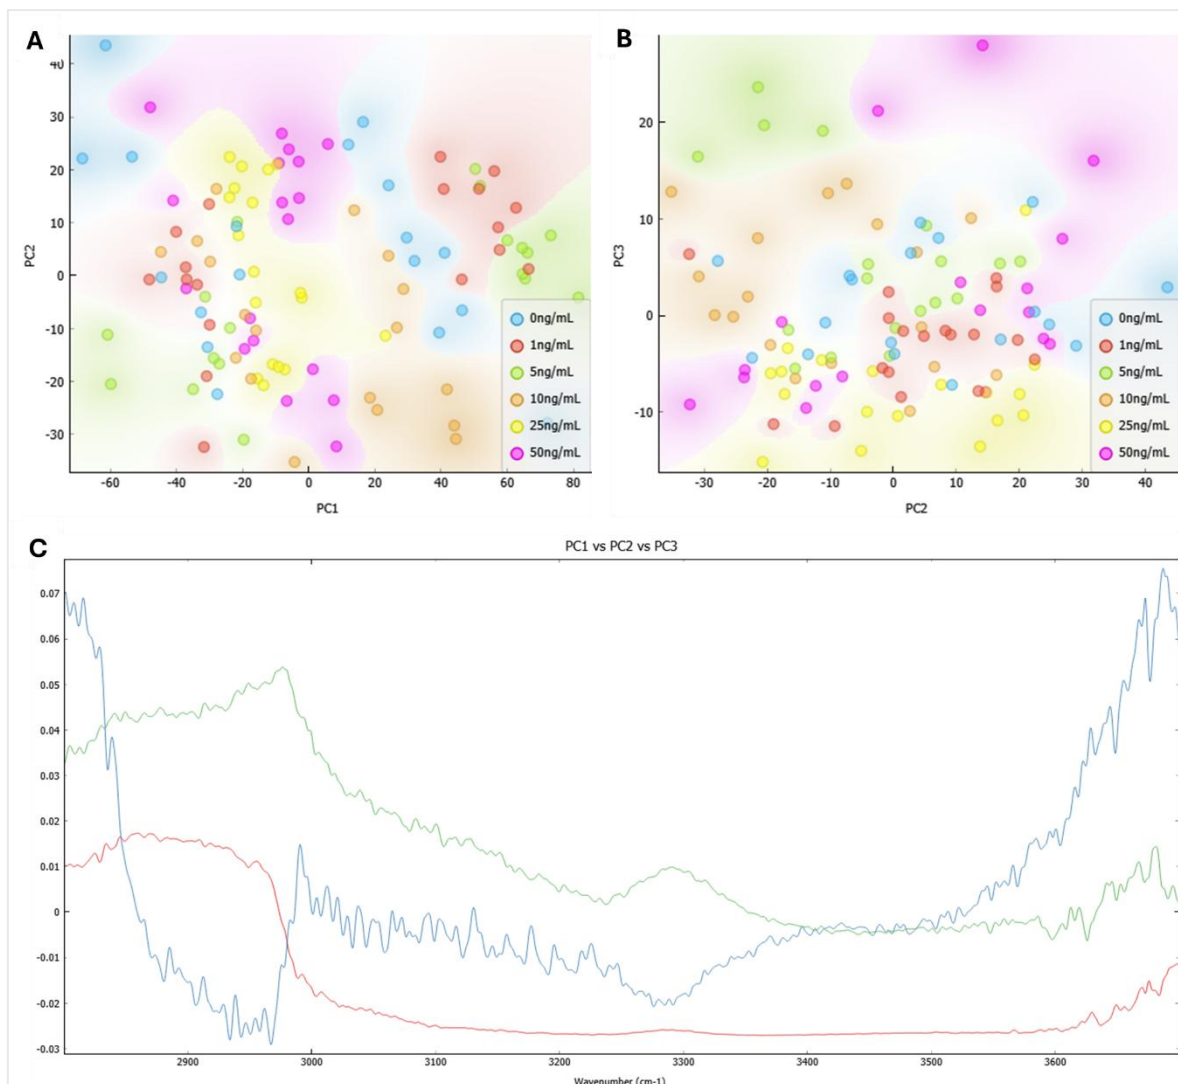 A
B
40
30
20
10
0
-10
-20
-30
PC2
-60
-40
-20
0
20
40
60
80
PC1
0ng/mL
1ng/mL
5ng/mL
10ng/mL
25ng/mL
50ng/mL
20
10
0
-10
PC3
-30
-20
-10
0
10
20
30
40
PC2
0ng/mL
1ng/mL
5ng/mL
10ng/mL
25ng/mL
50ng/mL
C
PC1 vs PC2 vs PC3
0.07
0.06
0.05
0.04
0.03
0.02
0.01
0
-0.01
-0.02
-0.03
2900
3000
3100
3200
3300
3400
3500
3600
Wavenumber (cm-1)